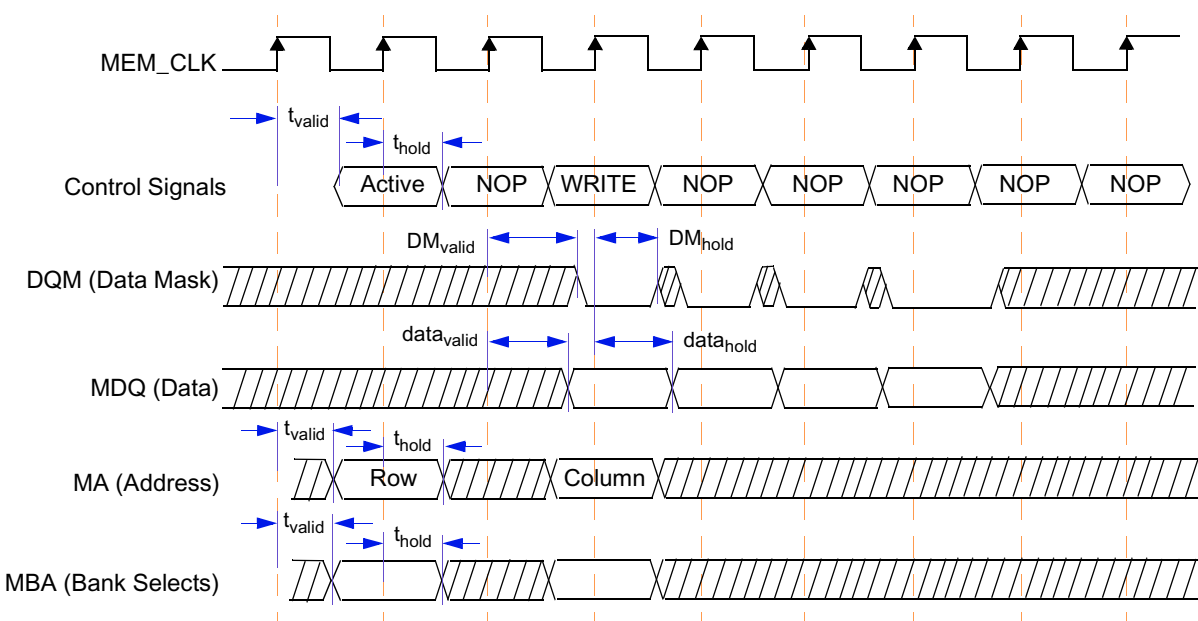 MEM_CLK
tvalid
thold
Control Signals Active NOP WRITE NOP NOP NOP NOP NOP
DMvalid DMhold
DQM (Data Mask)
datavalid datahold
MDQ (Data)
tvalid thold
MA (Address) Row Column
tvalid thold
MBA (Bank Selects)